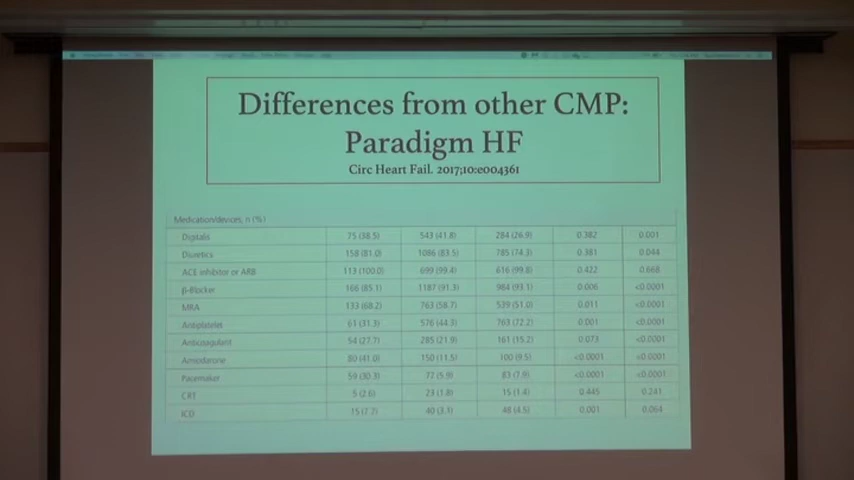 Differences from other CMP:
Paradigm HF
Circ Heart Fail. 2017;10:e004361
Medication/devices, n (%)
Digitalis 75 (38.5) 543 (41.8) 284 (26.9) 0.382 0.001
Diuretics 158 (81.0) 1086 (83.5) 785 (74.3) 0.381 0.044
ACE inhibitor or ARB 113 (100.0) 699 (99.4) 616 (99.8) 0.422 0.668
β-Blocker 166 (85.1) 1187 (91.3) 984 (93.1) 0.006 <0.0001
MRA 133 (68.2) 763 (58.7) 539 (51.0) 0.011 <0.0001
Antiplatelet 61 (31.3) 576 (44.3) 763 (72.2) 0.001 <0.0001
Anticoagulant 54 (27.7) 285 (21.9) 161 (15.2) 0.073 <0.0001
Amiodarone 80 (41.0) 150 (11.5) 100 (9.5) <0.0001 <0.0001
Pacemaker 59 (30.3) 77 (5.9) 83 (7.9) <0.0001 <0.0001
CRT 5 (2.6) 23 (1.8) 15 (1.4) 0.445 0.241
ICD 15 (7.7) 40 (3.1) 48 (4.5) 0.001 0.064